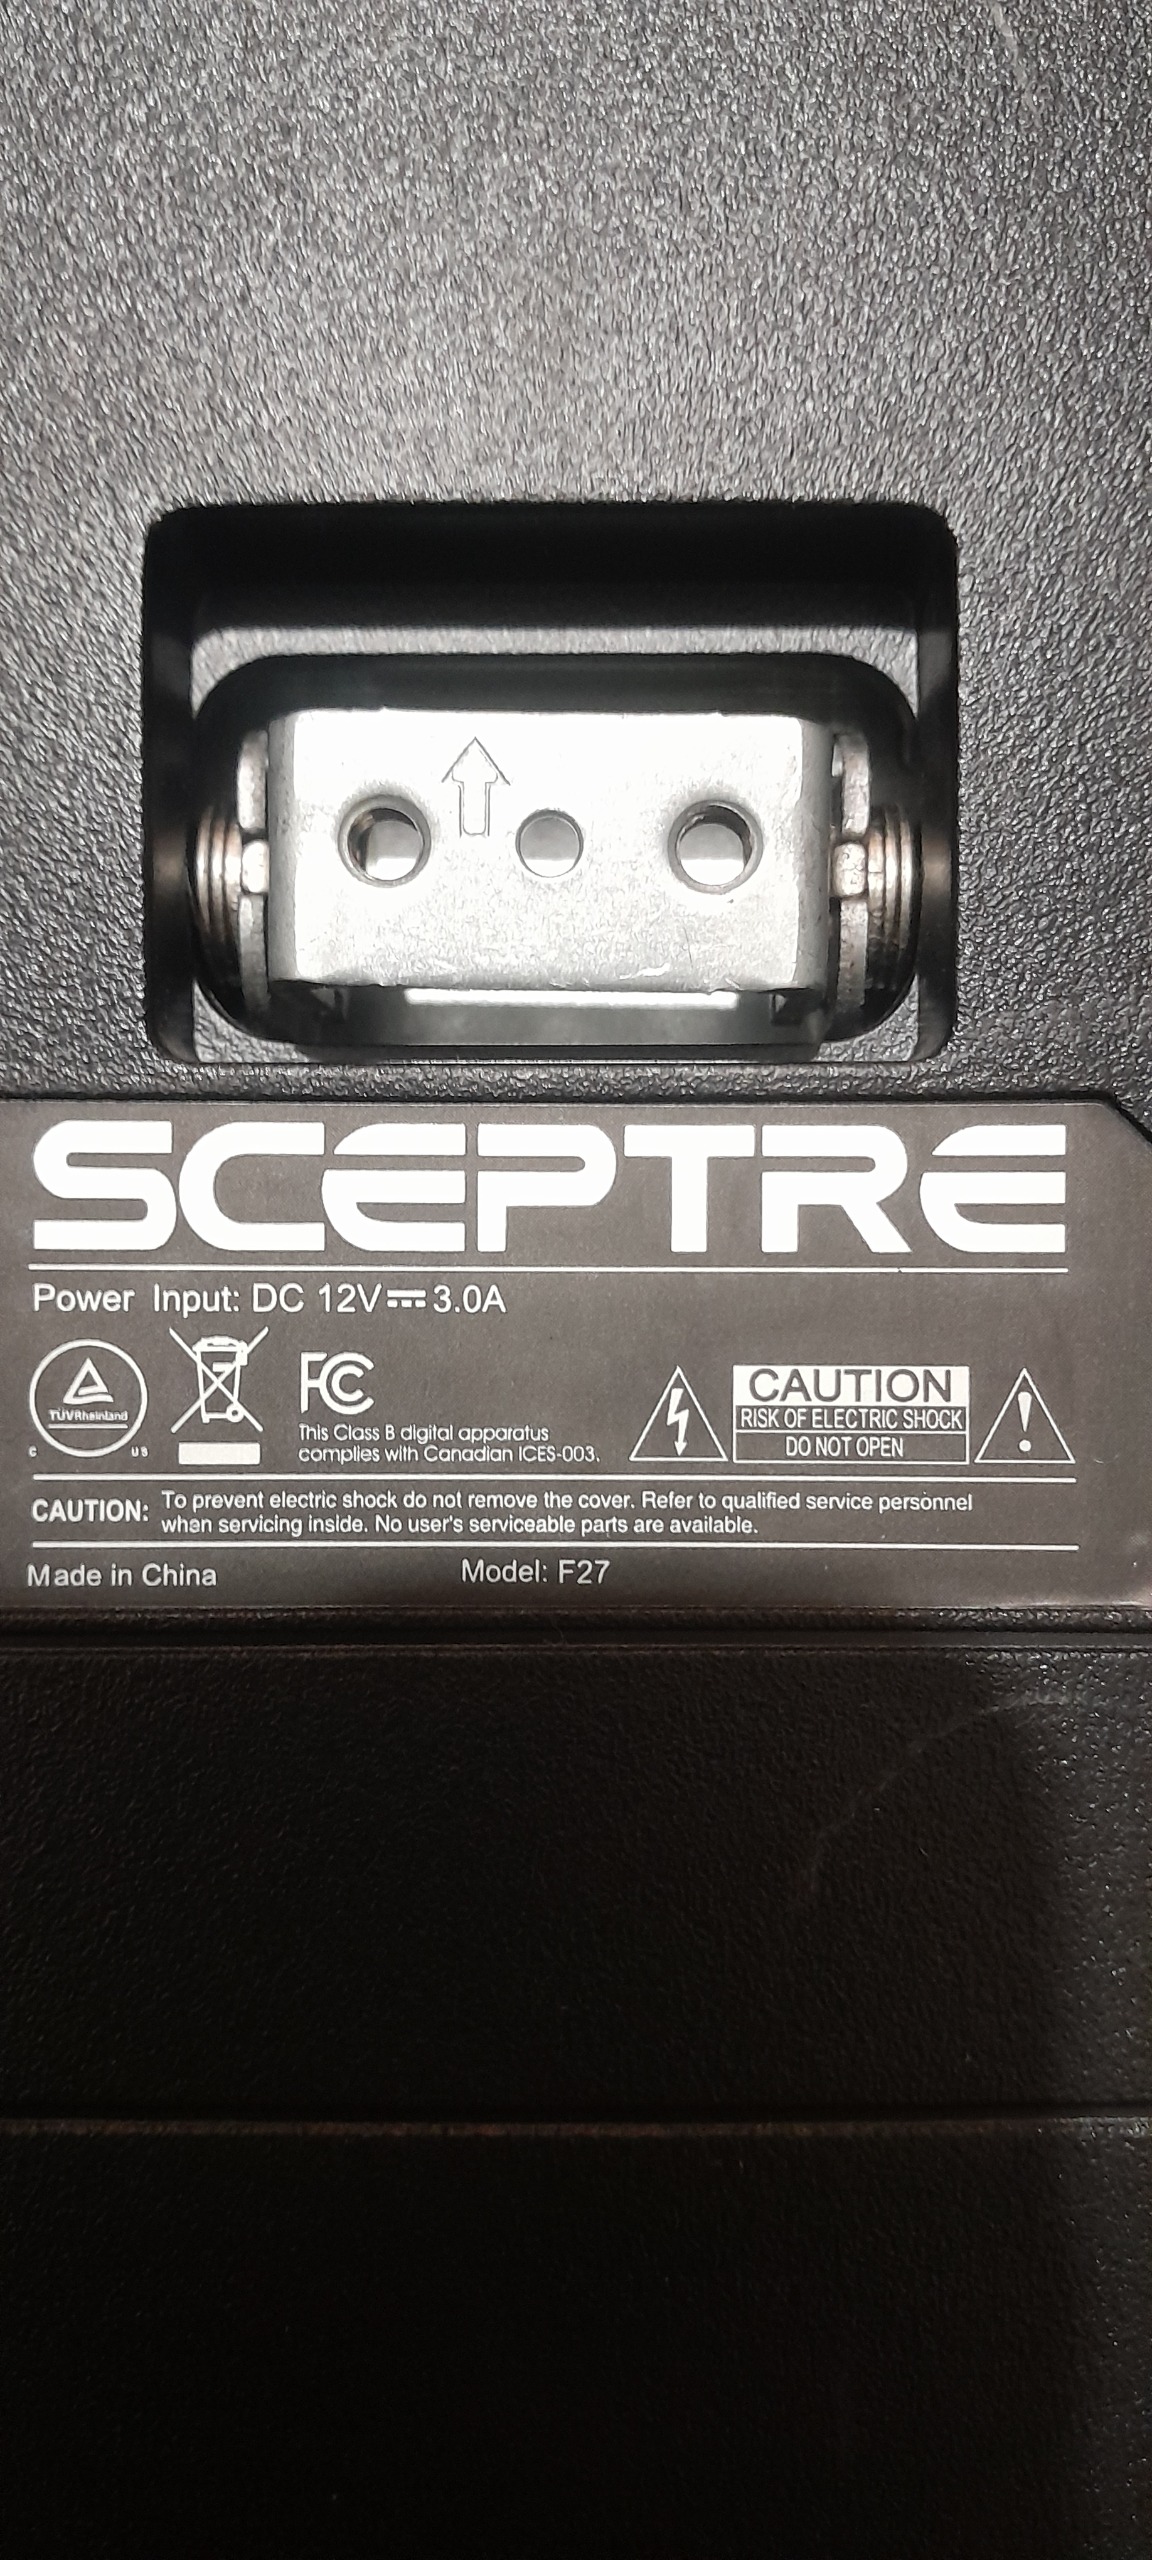 SCEPTRE
Power Input: DC 12V⎓3.0A
TÜVRheinland
C US
FC
This Class B digital apparatus
complies with Canadian ICES-003.
CAUTION
RISK OF ELECTRIC SHOCK
DO NOT OPEN
CAUTION: To prevent electric shock do not remove the cover. Refer to qualified service personnel
when servicing inside. No user's serviceable parts are available.
Made in China Model: F27